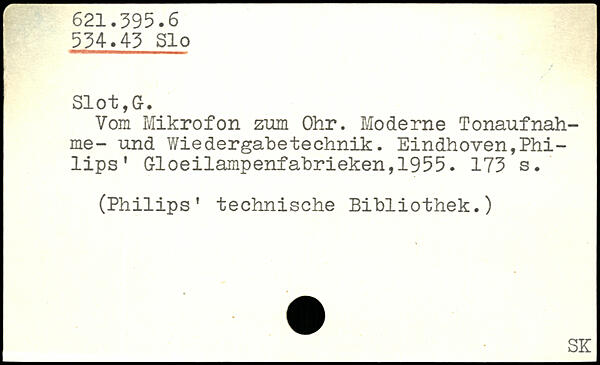 621.395.6
534.43 Slo
Slot,G.
Vom Mikrofon zum Ohr. Moderne Tonaufnah-
me- und Wiedergabetechnik. Eindhoven,Phi-
lips' Gloeilampenfabrieken,1955. 173 s.
(Philips' technische Bibliothek.)
SK